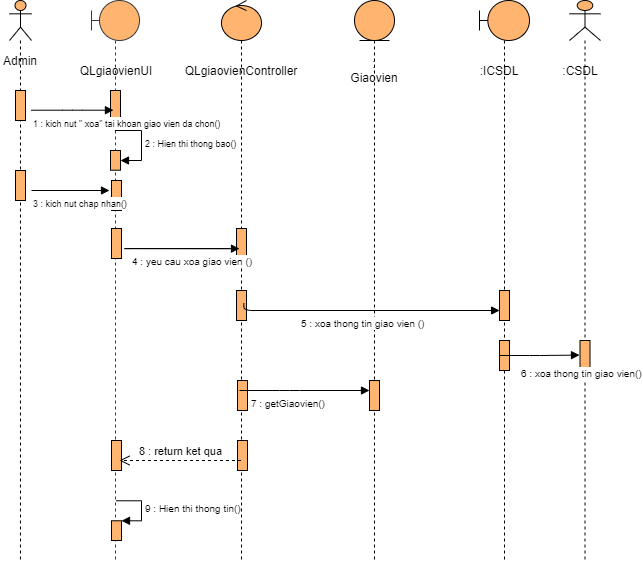 Admin
QLgiaovienUI
QLgiaovienController
Giaovien
:ICSDL
:CSDL
1 : kich nut " xoa" tai khoan giao vien da chon()
2 : Hien thi thong bao()
3 : kich nut chap nhan()
4 : yeu cau xoa giao vien ()
5 : xoa thong tin giao vien ()
6 : xoa thong tin giao vien()
7 : getGiaovien()
8 : return ket qua
9 : Hien thi thong tin()